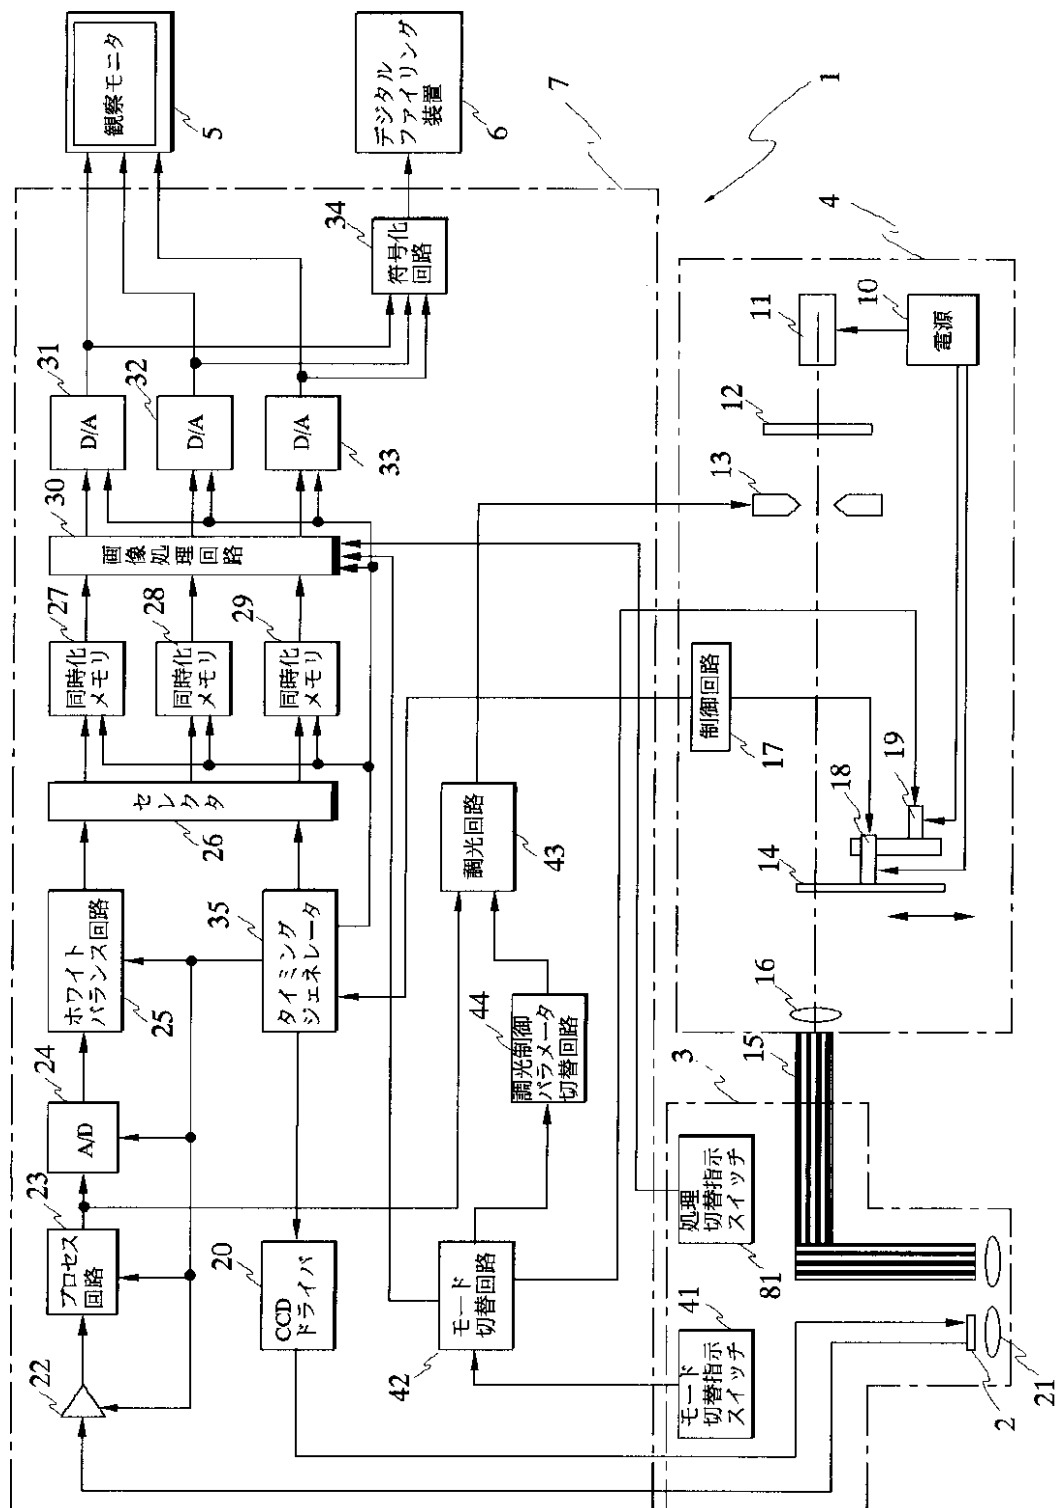 観察モニタ
5
デジタル
ファイリング
装置
6
7
1
符号化
回路
34
D/A
31
D/A
32
D/A
33
画像処理回路
30
同時化
メモリ
27
同時化
メモリ
28
同時化
メモリ
29
セレクタ
26
ホワイト
バランス回路
25
A/D
24
プロセス
回路
23
22
タイミング
ジェネレータ
35
CCD
ドライバ
20
調光回路
43
調光制御
パラメータ
切替回路
44
モード
切替回路
42
モード
切替指示
スイッチ
41
処理
切替指示
スイッチ
81
3
15
16
2
21
4
11
電源
10
12
13
制御回路
17
14
18
19